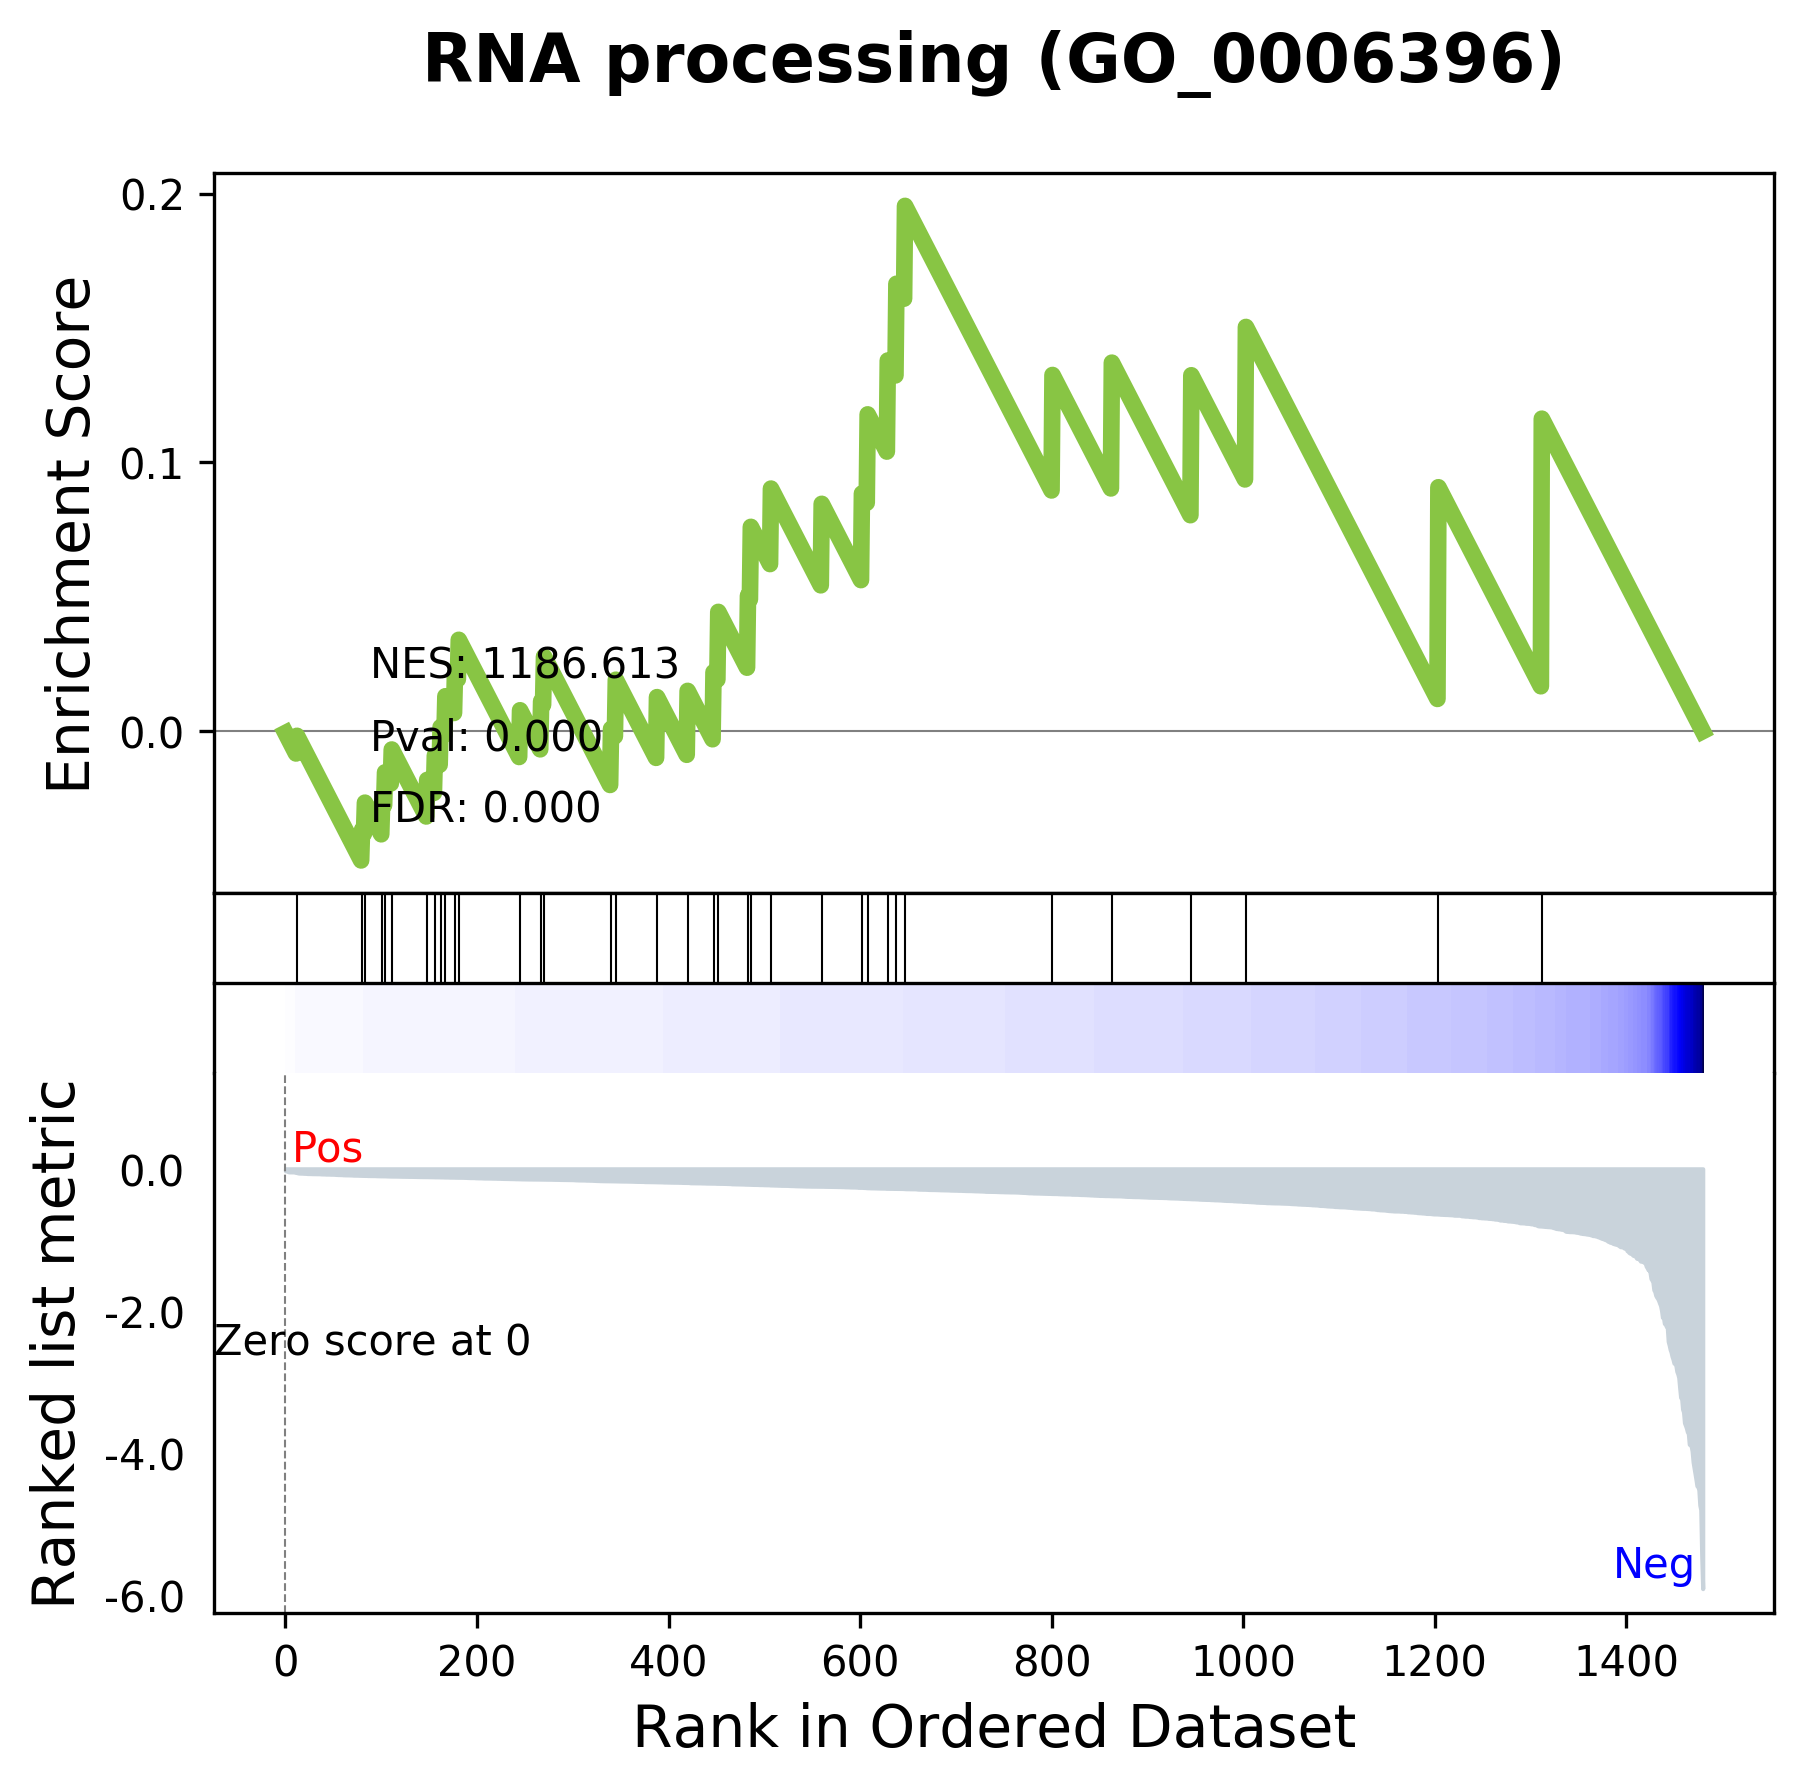 RNA processing (GO_0006396)
Enrichment Score
0.2
0.1
0.0
NES: 1186.613
Pval: 0.000
FDR: 0.000
Ranked list metric
0.0
-2.0
-4.0
-6.0
Pos
Zero score at 0
Neg
0 200 400 600 800 1000 1200 1400
Rank in Ordered Dataset